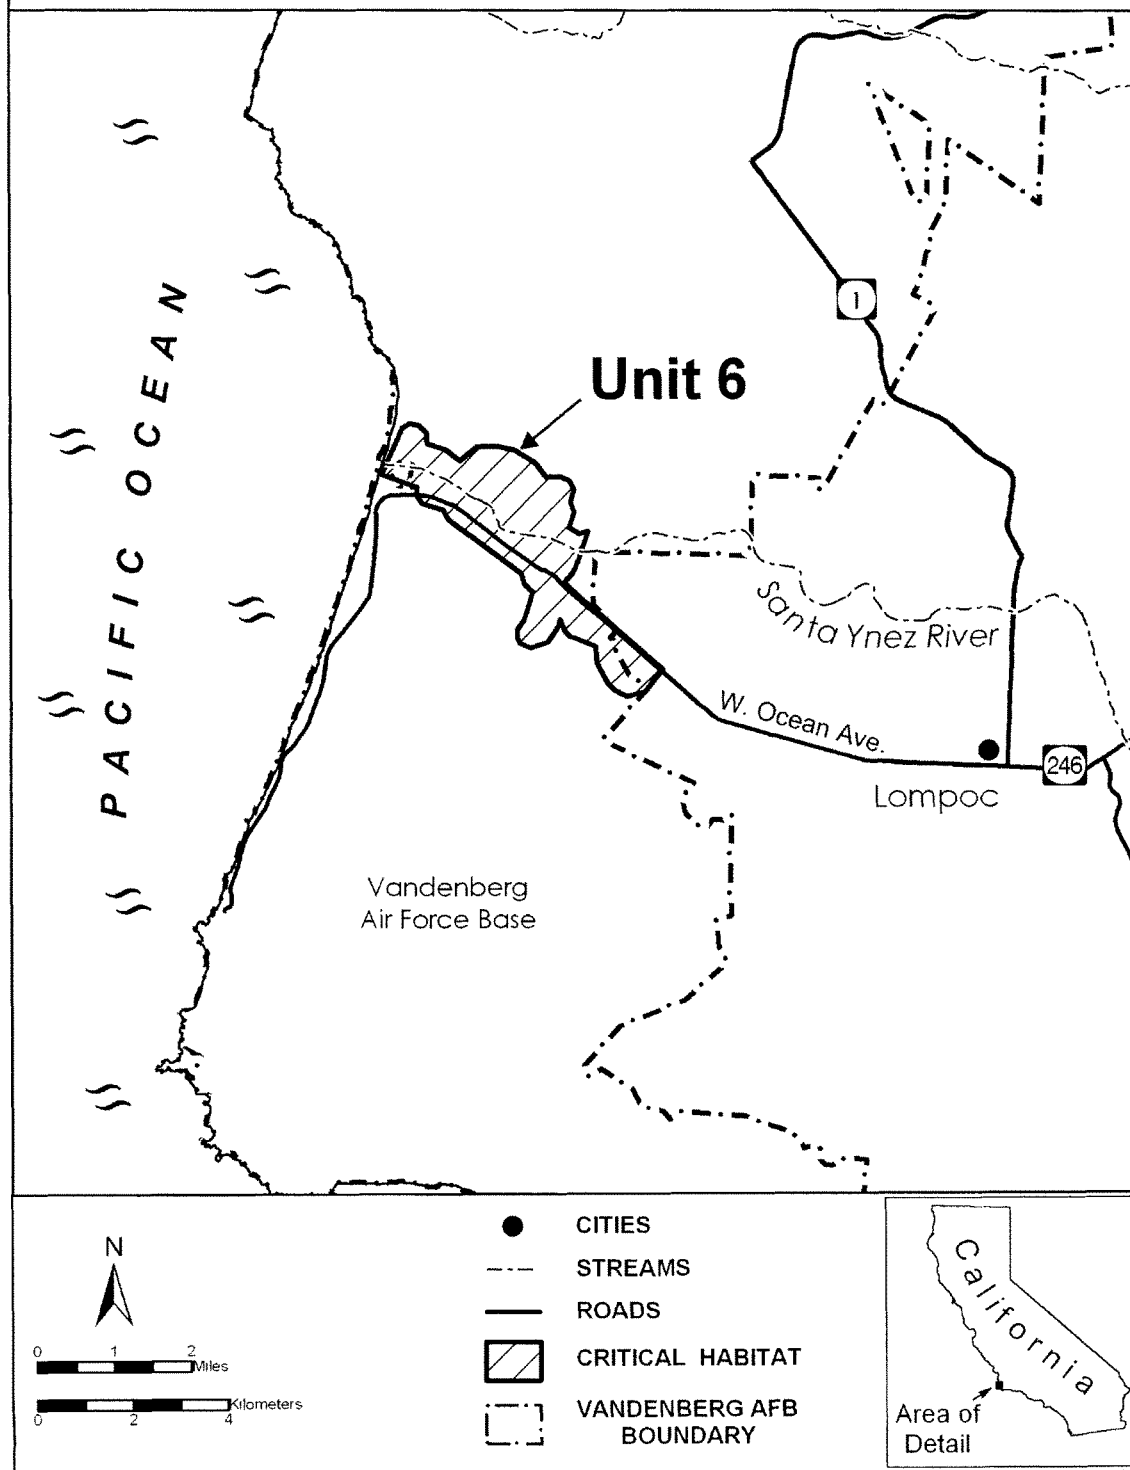 PACIFIC OCEAN
1
Unit 6
Santa Ynez River
W. Ocean Ave.
246
Lompoc
Vandenberg
Air Force Base
N
0 1 2
Miles
Kilometers
0 2 4
CITIES
STREAMS
ROADS
CRITICAL HABITAT
VANDENBERG AFB
BOUNDARY
California
Area of
Detail